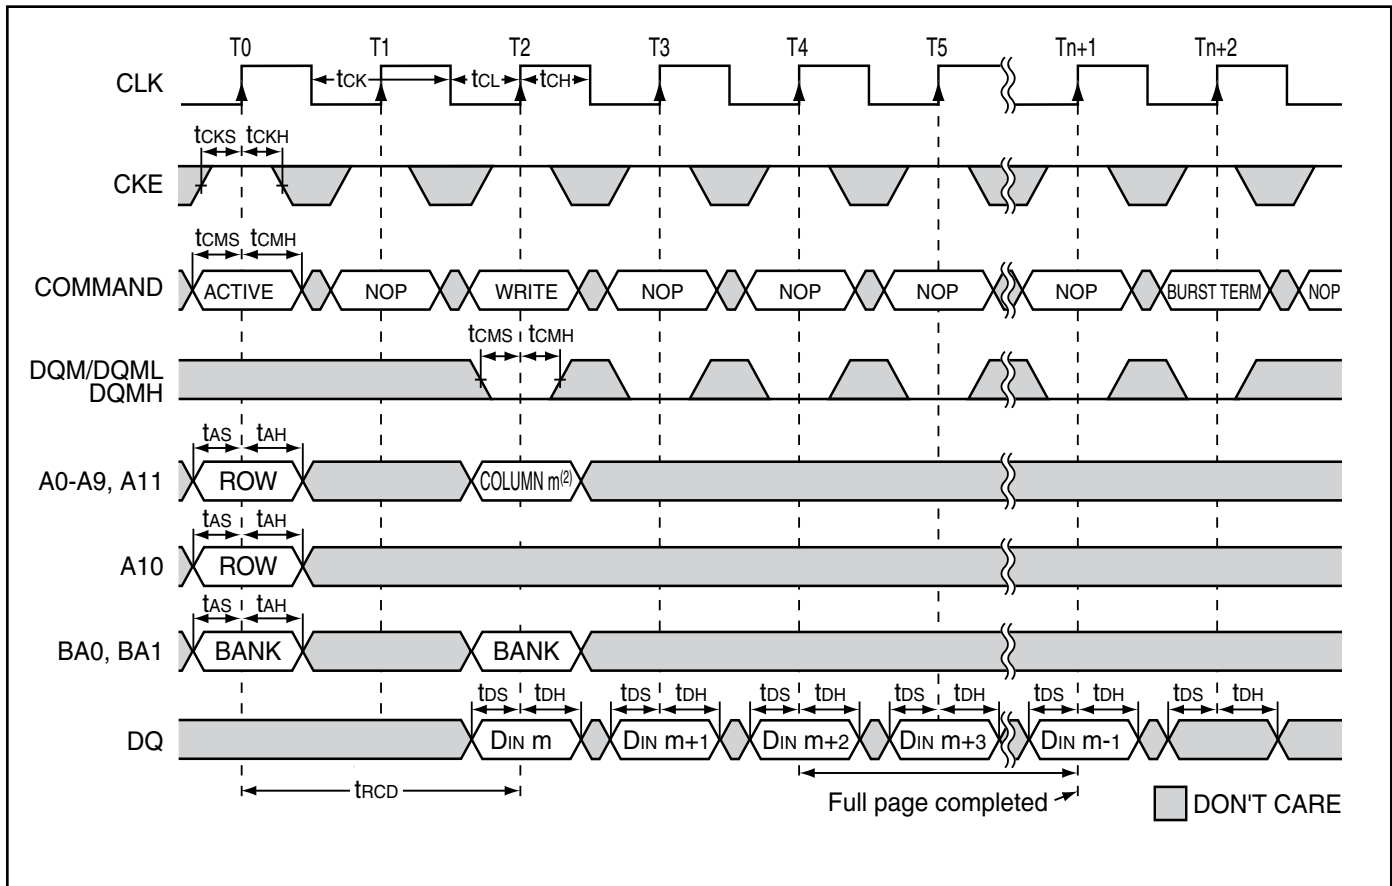 T0 T1 T2 T3 T4 T5 Tn+1 Tn+2
CLK tCK tCL tCH
tCKS tCKH
CKE
tCMS tCMH
COMMAND ACTIVE NOP WRITE NOP NOP NOP NOP BURST TERM NOP
tCMS tCMH
DQM/DQML
DQMH
tAS tAH
A0-A9, A11 ROW COLUMN m(2)
tAS tAH
A10 ROW
tAS tAH
BA0, BA1 BANK BANK
tDS tDH tDS tDH tDS tDH tDS tDH tDS tDH tDS tDH
DQ DIN m DIN m+1 DIN m+2 DIN m+3 DIN m-1
tRCD
Full page completed DON'T CARE